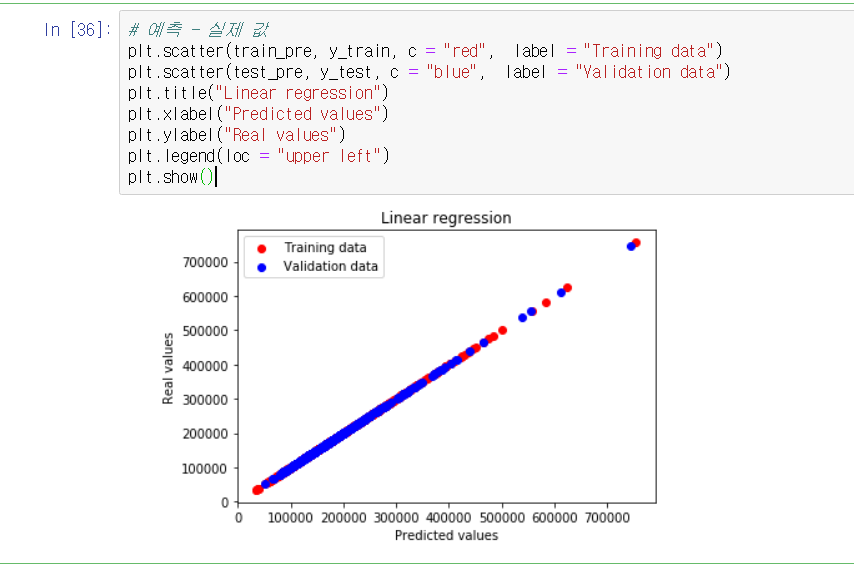 In [36]:
# 예측 - 실제 값
plt.scatter(train_pre, y_train, c = "red",  label = "Training data")
plt.scatter(test_pre, y_test, c = "blue",  label = "Validation data")
plt.title("Linear regression")
plt.xlabel("Predicted values")
plt.ylabel("Real values")
plt.legend(loc = "upper left")
plt.show()
Linear regression
Training data
Validation data
Real values
700000
600000
500000
400000
300000
200000
100000
0
0 100000 200000 300000 400000 500000 600000 700000
Predicted values